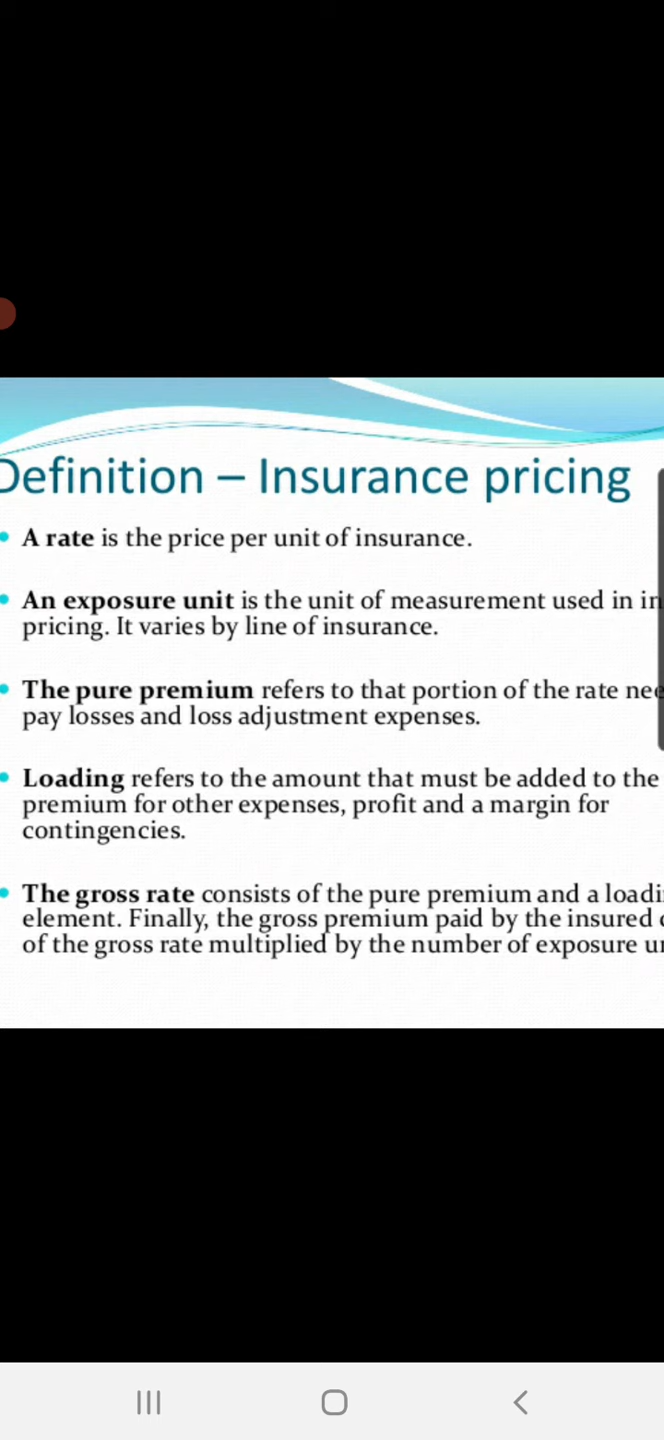 Definition – Insurance pricing
• A rate is the price per unit of insurance.
• An exposure unit is the unit of measurement used in in
pricing. It varies by line of insurance.
• The pure premium refers to that portion of the rate nee
pay losses and loss adjustment expenses.
• Loading refers to the amount that must be added to the
premium for other expenses, profit and a margin for
contingencies.
• The gross rate consists of the pure premium and a loadi
element. Finally, the gross premium paid by the insured
of the gross rate multiplied by the number of exposure